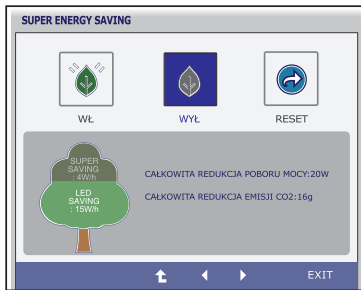 SUPER ENERGY SAVING
WŁ
WYŁ
RESET
SUPER
SAVING
: 4W/h
LED
SAVING
: 15W/h
CAŁKOWITA REDUKCJA POBORU MOCY:20W
CAŁKOWITA REDUKCJA EMISJI CO2:16g
EXIT